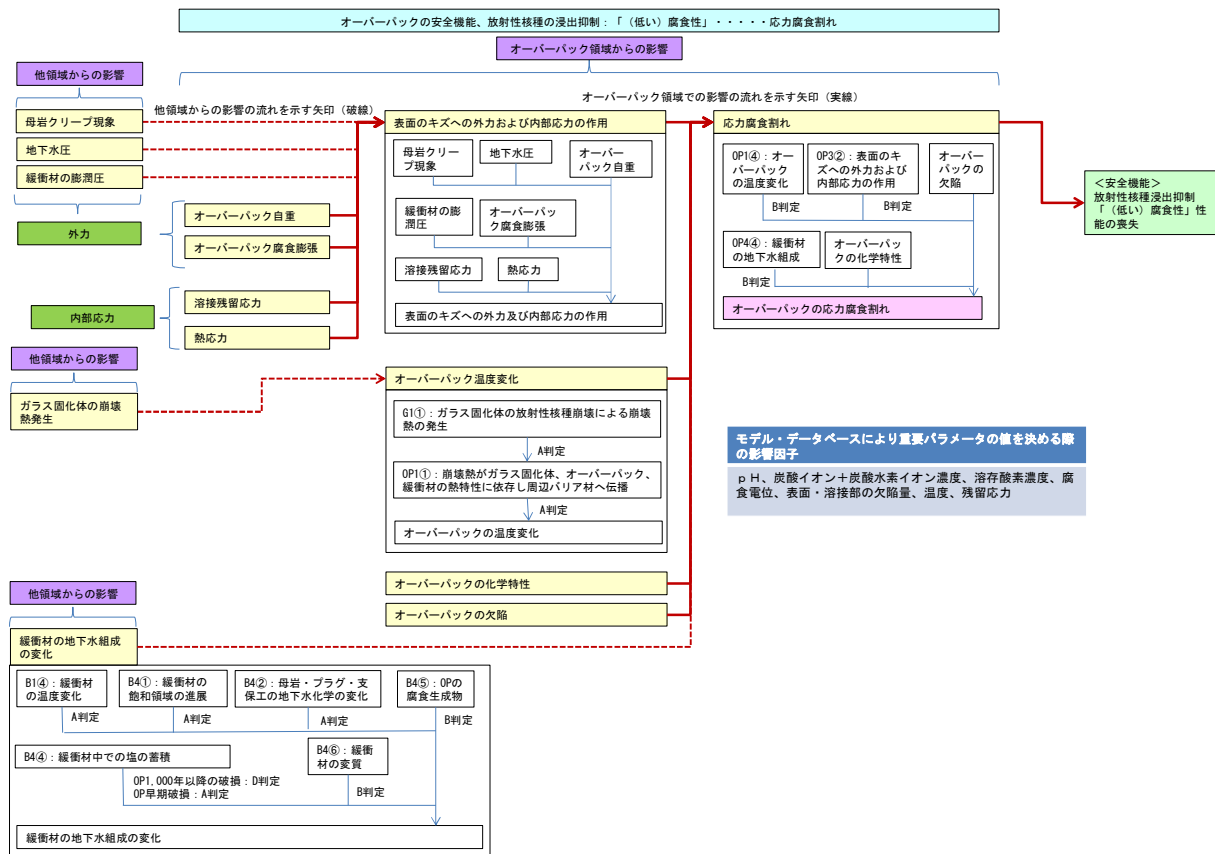 オーバーパックの安全機能、放射性核種の浸出抑制：「（低い）腐食性」・・・・・応力腐食割れ
オーバーパック領域からの影響
他領域からの影響
他領域からの影響の流れを示す矢印（破線）
オーバーパック領域での影響の流れを示す矢印（実線）
母岩クリープ現象
地下水圧
緩衝材の膨潤圧
外力
オーバーパック自重
オーバーパック腐食膨張
内部応力
溶接残留応力
熱応力
表面のキズへの外力および内部応力の作用
母岩クリー
プ現象
地下水圧
オーバー
パック自重
緩衝材の膨
潤圧
オーバーパッ
ク腐食膨張
溶接残留応力
熱応力
表面のキズへの外力及び内部応力の作用
応力腐食割れ
OP1④：オー
バーパック
の温度変化
OP3②：表面のキ
ズへの外力および
内部応力の作用
オーバー
パックの
欠陥
B判定
B判定
OP4④：緩衝材
の地下水組成
オーバーパッ
クの化学特性
B判定
オーバーパックの応力腐食割れ
＜安全機能＞
放射性核種浸出抑制
「（低い）腐食性」性
能の喪失
他領域からの影響
ガラス固化体の崩壊
熱発生
オーバーパック温度変化
G1①：ガラス固化体の放射性核種崩壊による崩壊
熱の発生
A判定
OP1①：崩壊熱がガラス固化体、オーバーパック、
緩衝材の熱特性に依存し周辺バリア材へ伝播
A判定
オーバーパックの温度変化
モデル・データベースにより重要パラメータの値を決める際
の影響因子
ｐＨ、炭酸イオン＋炭酸水素イオン濃度、溶存酸素濃度、腐
食電位、表面・溶接部の欠陥量、温度、残留応力
オーバーパックの化学特性
オーバーパックの欠陥
他領域からの影響
緩衝材の地下水組成
の変化
B1④：緩衝材
の温度変化
B4①：緩衝材の
飽和領域の進展
B4②：母岩・プラグ・支
保工の地下水化学の変化
B4⑤：OPの
腐食生成物
A判定
A判定
A判定
B判定
B4④：緩衝材中での塩の蓄積
B4⑥：緩衝
材の変質
OP1,000年以降の破損：D判定
OP早期破損：A判定
B判定
緩衝材の地下水組成の変化